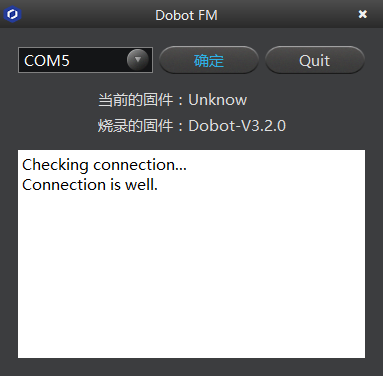 Dobot FM
COM5 确定 Quit
当前的固件：Unknow
烧录的固件：Dobot-V3.2.0
Checking connection...
Connection is well.